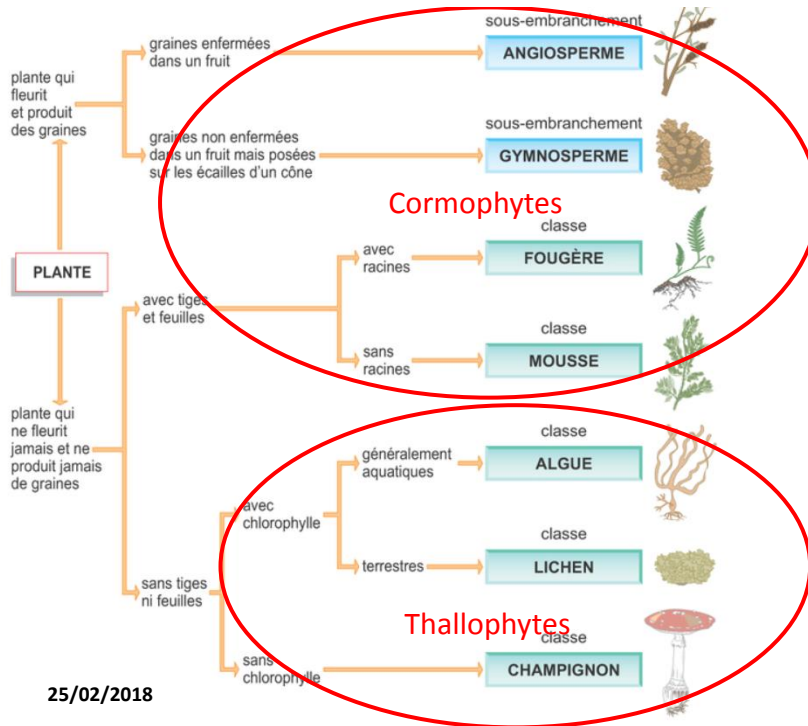 sous-embranchement
graines enfermées
dans un fruit
ANGIOSPERME
plante qui
fleurit
et produit
des graines
sous-embranchement
graines non enfermées
dans un fruit mais posées
sur les écailles d'un cône
GYMNOSPERME
Cormophytes
classe
avec
racines
FOUGÈRE
PLANTE
avec tiges
et feuilles
classe
sans
racines
MOUSSE
plante qui
ne fleurit
jamais et ne
produit jamais
de graines
classe
généralement
aquatiques
ALGUE
avec
chlorophylle
classe
terrestres
LICHEN
sans tiges
ni feuilles
Thallophytes
classe
sans
chlorophylle
CHAMPIGNON
25/02/2018